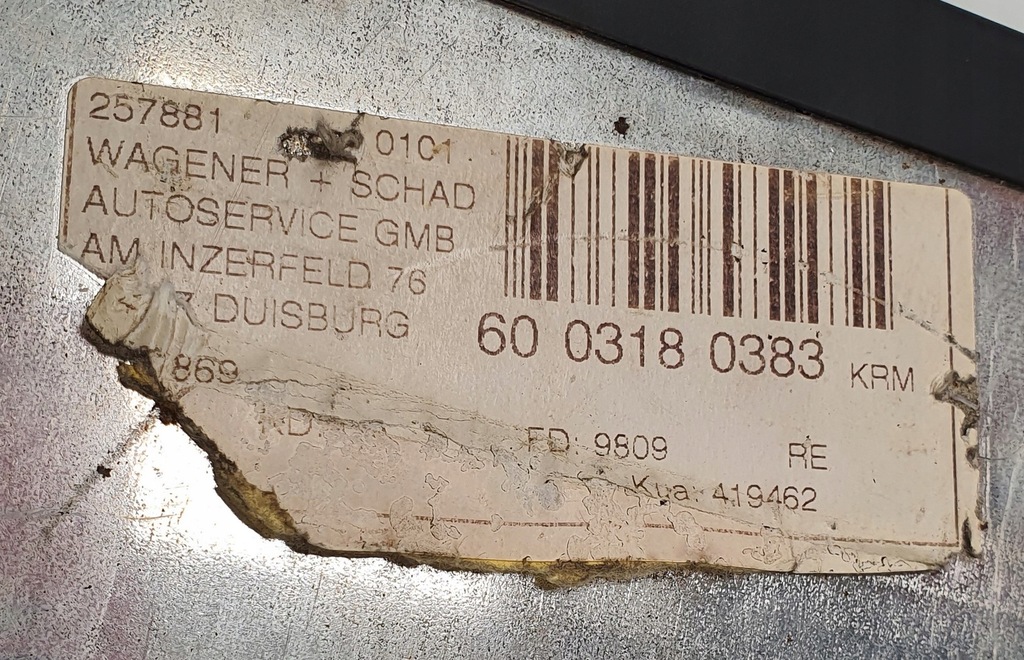 257881 0101
WAGENER + SCHAD
AUTOSERVICE GMB
AM INZERFELD 76
DUISBURG
60 0318 0383 KRM
869
FD: 9809 RE
419462